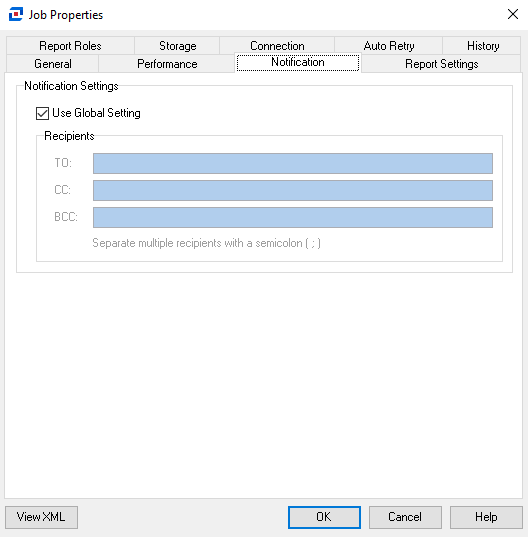 Job Properties
Report Roles Storage Connection Auto Retry History
General Performance Notification Report Settings
Notification Settings
Use Global Setting
Recipients
TO:
CC:
BCC:
Separate multiple recipients with a semicolon ( ; )
View XML OK Cancel Help